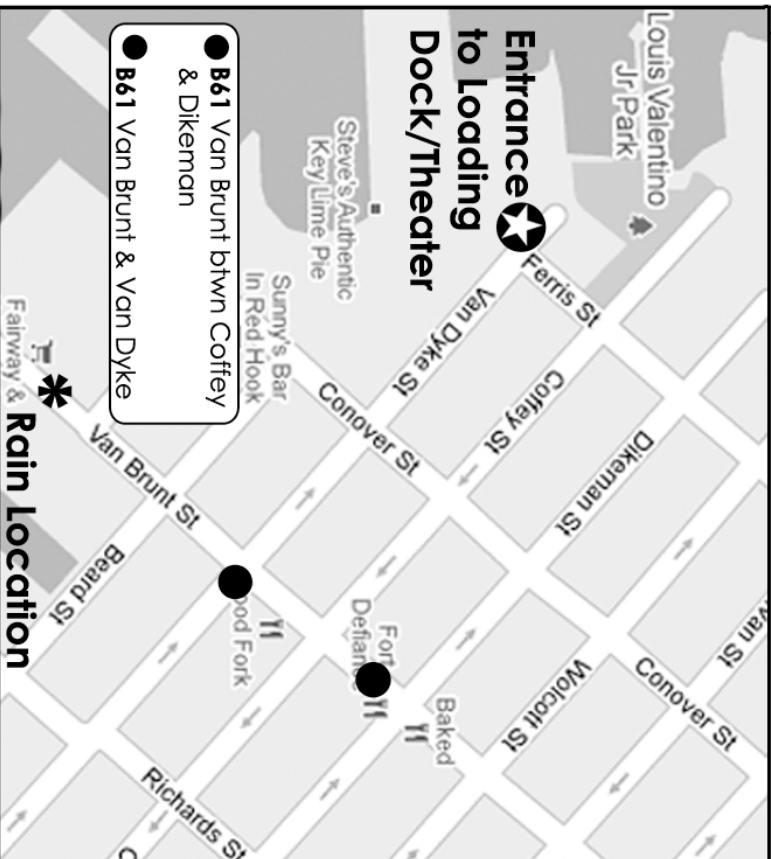 Louis Valentino
Jr Park
Entrance
to Loading
Dock/Theater
Steve's Authentic
Key Lime Pie
B61 Van Brunt btwn Coffey
& Dikeman
B61 Van Brunt & Van Dyke
Sunny's Bar
In Red Hook
Ferris St
Van Dyke St
Coffey St
Dikeman St
Conover St
Van Brunt St
Beard St
Fairway &
Rain Location
Fork
Fort
Baked
Wolcott St
Conover St
Richards St